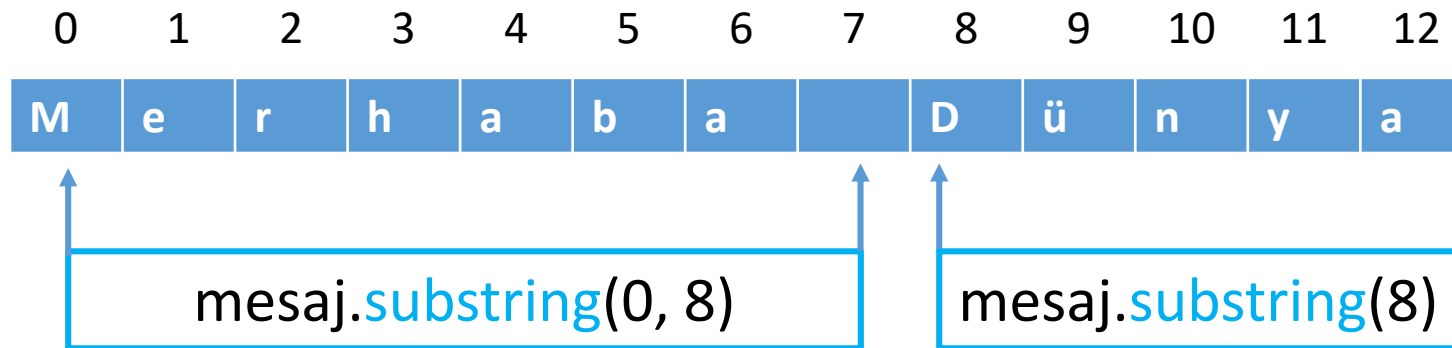 0 1 2 3 4 5 6 7 8 9 10 11 12
M e r h a b a D ü n y a
mesaj.substring(0, 8) mesaj.substring(8)